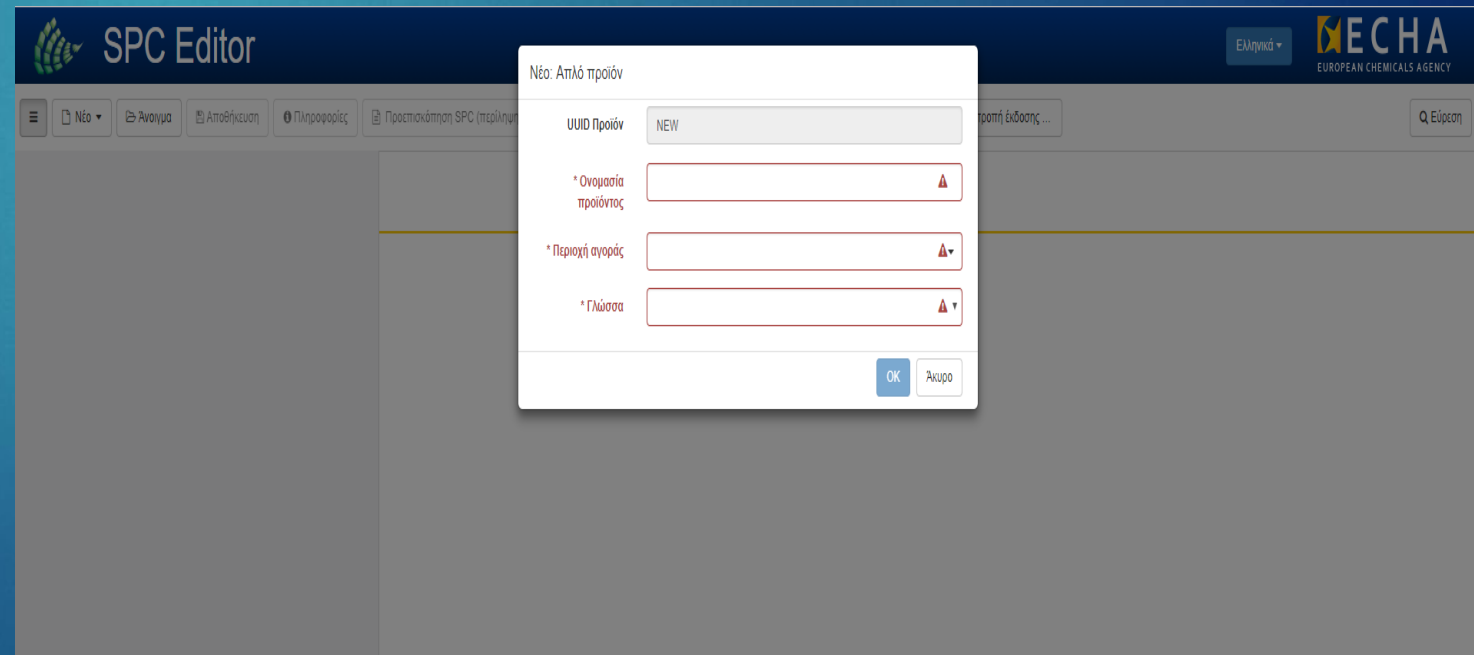 SPC Editor
Ελληνικά
ECHA
EUROPEAN CHEMICALS AGENCY
Νέο
Άνοιγμα
Αποθήκευση
Πληροφορίες
Προεπισκόπηση SPC
έκδοσης ...
Εύρεση
Νέο: Απλό προϊόν
UUID Προϊόν
NEW
* Ονομασία
προϊόντος
* Περιοχή αγοράς
* Γλώσσα
OK
Άκυρο